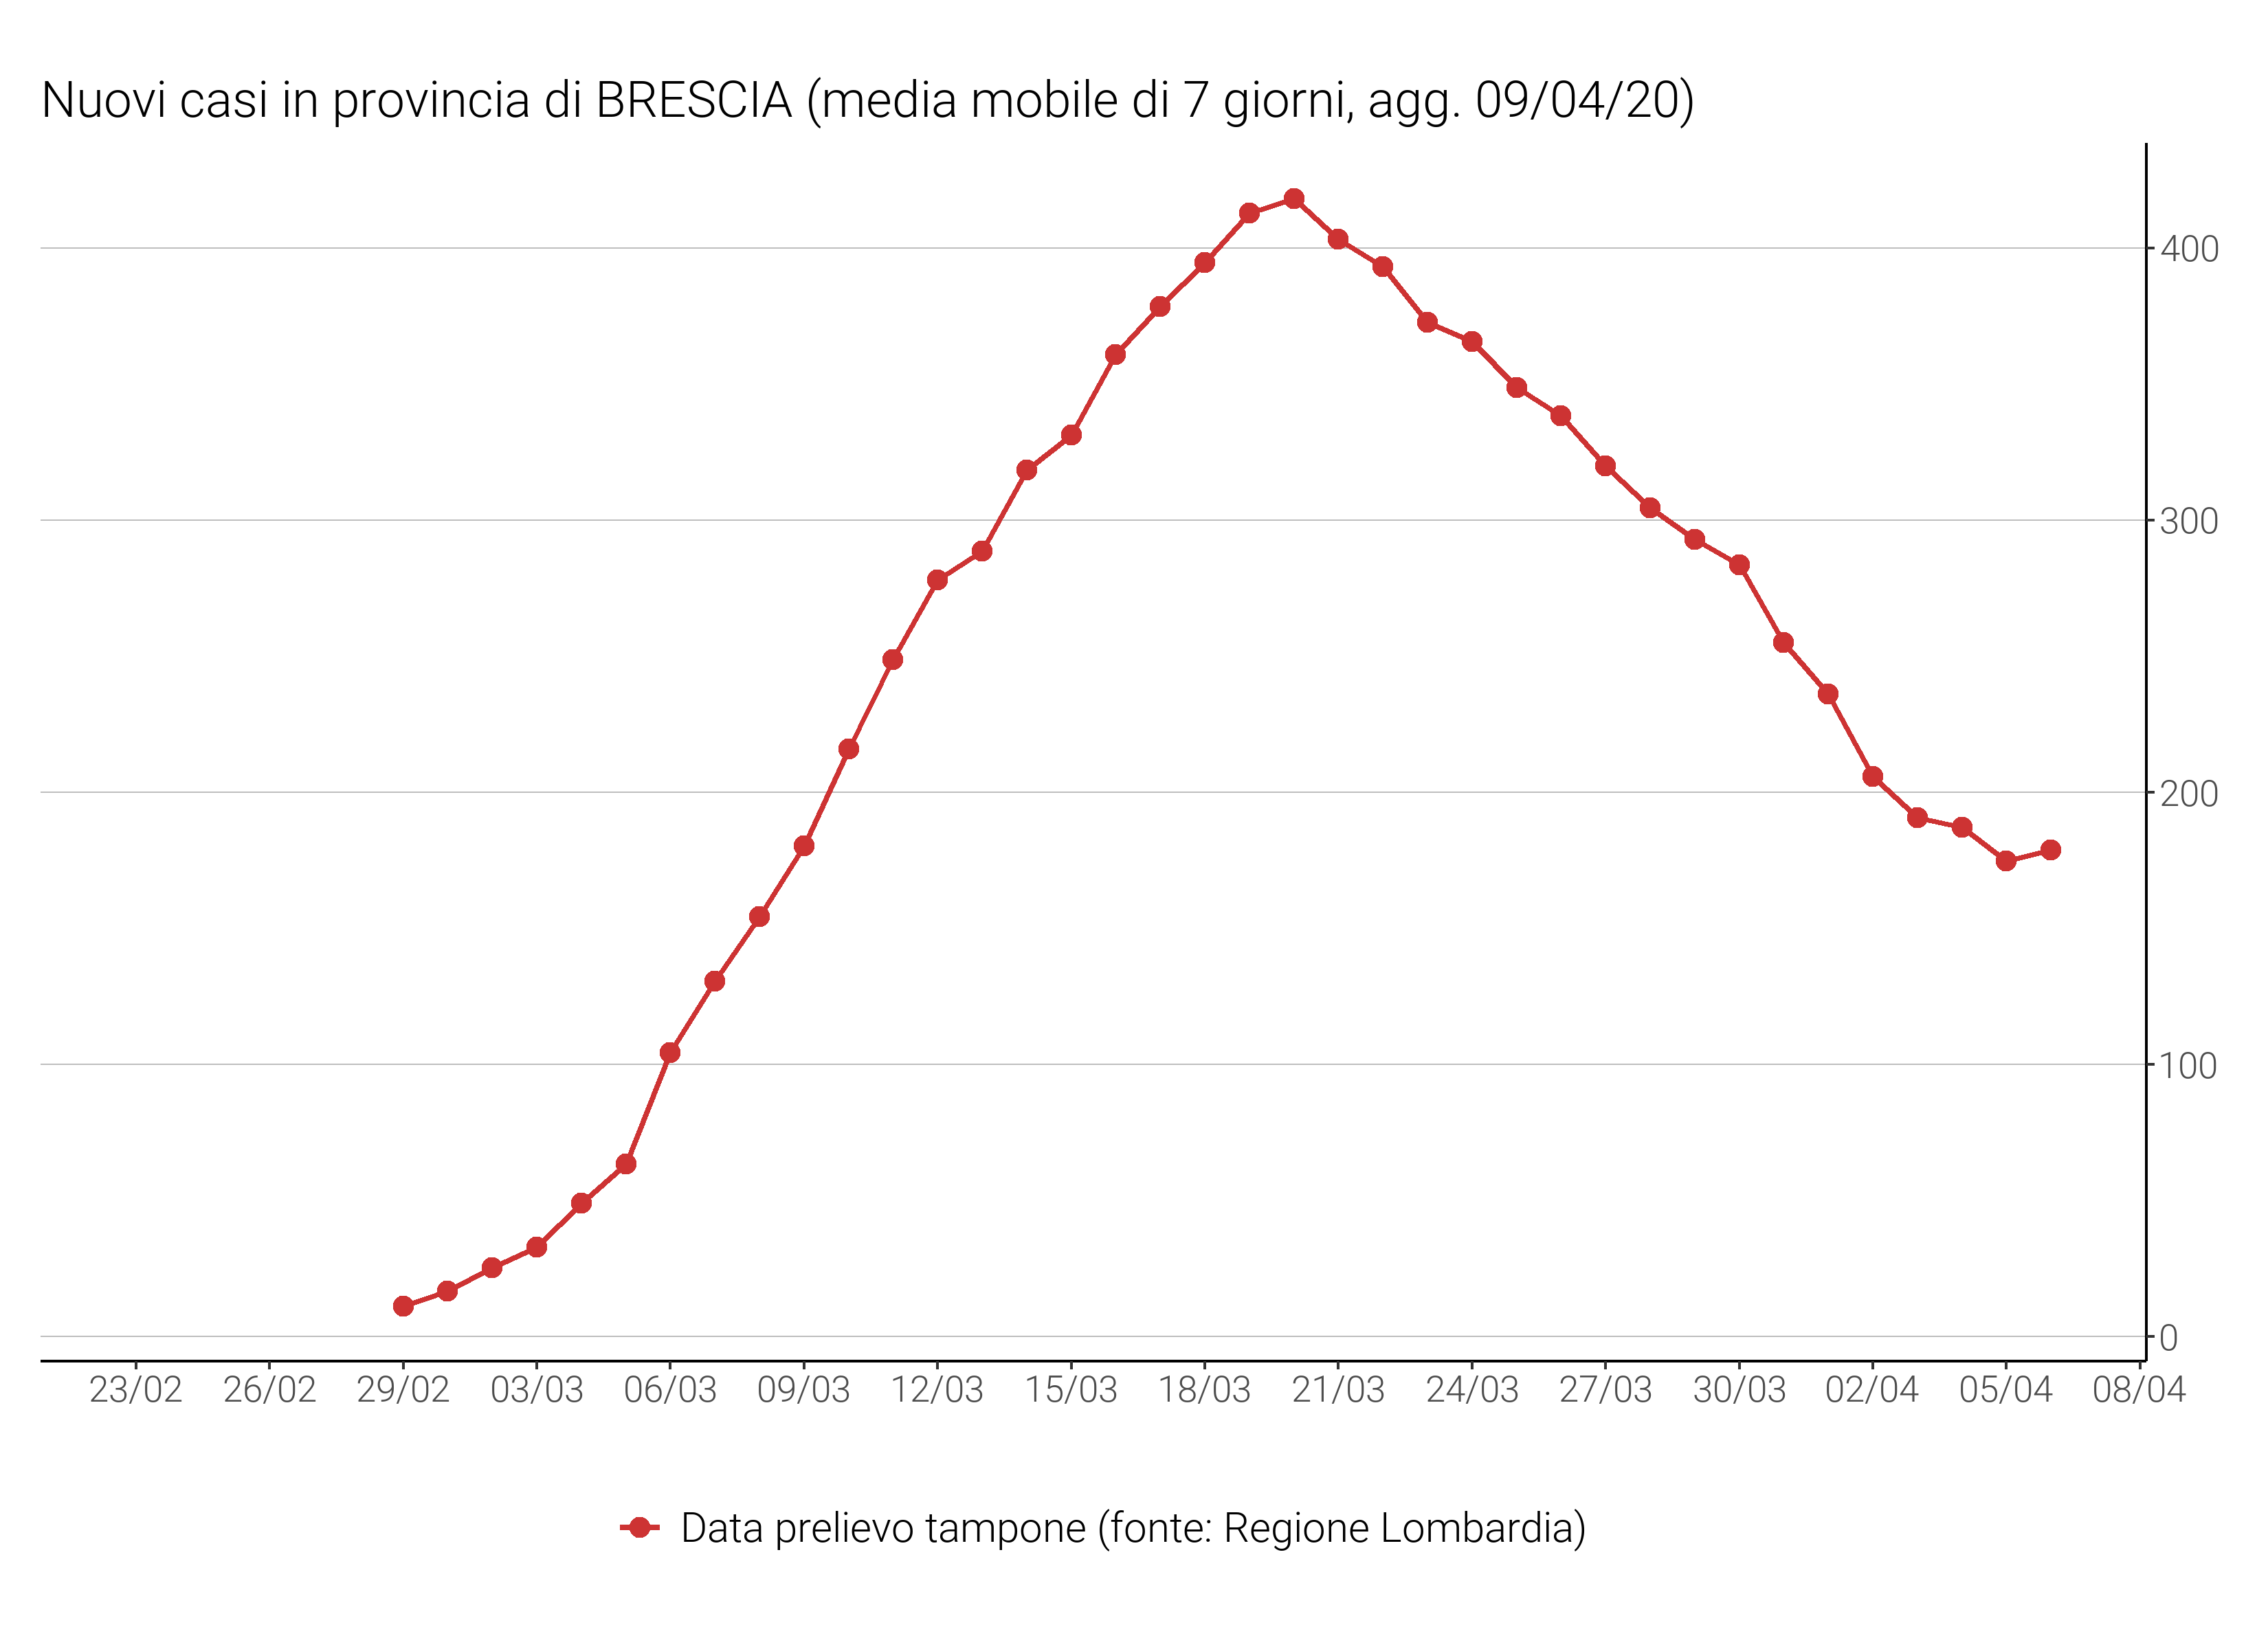 Nuovi casi in provincia di BRESCIA (media mobile di 7 giorni, agg. 09/04/20)
400
300
200
100
0
23/02 26/02 29/02 03/03 06/03 09/03 12/03 15/03 18/03 21/03 24/03 27/03 30/03 02/04 05/04 08/04
Data prelievo tampone (fonte: Regione Lombardia)